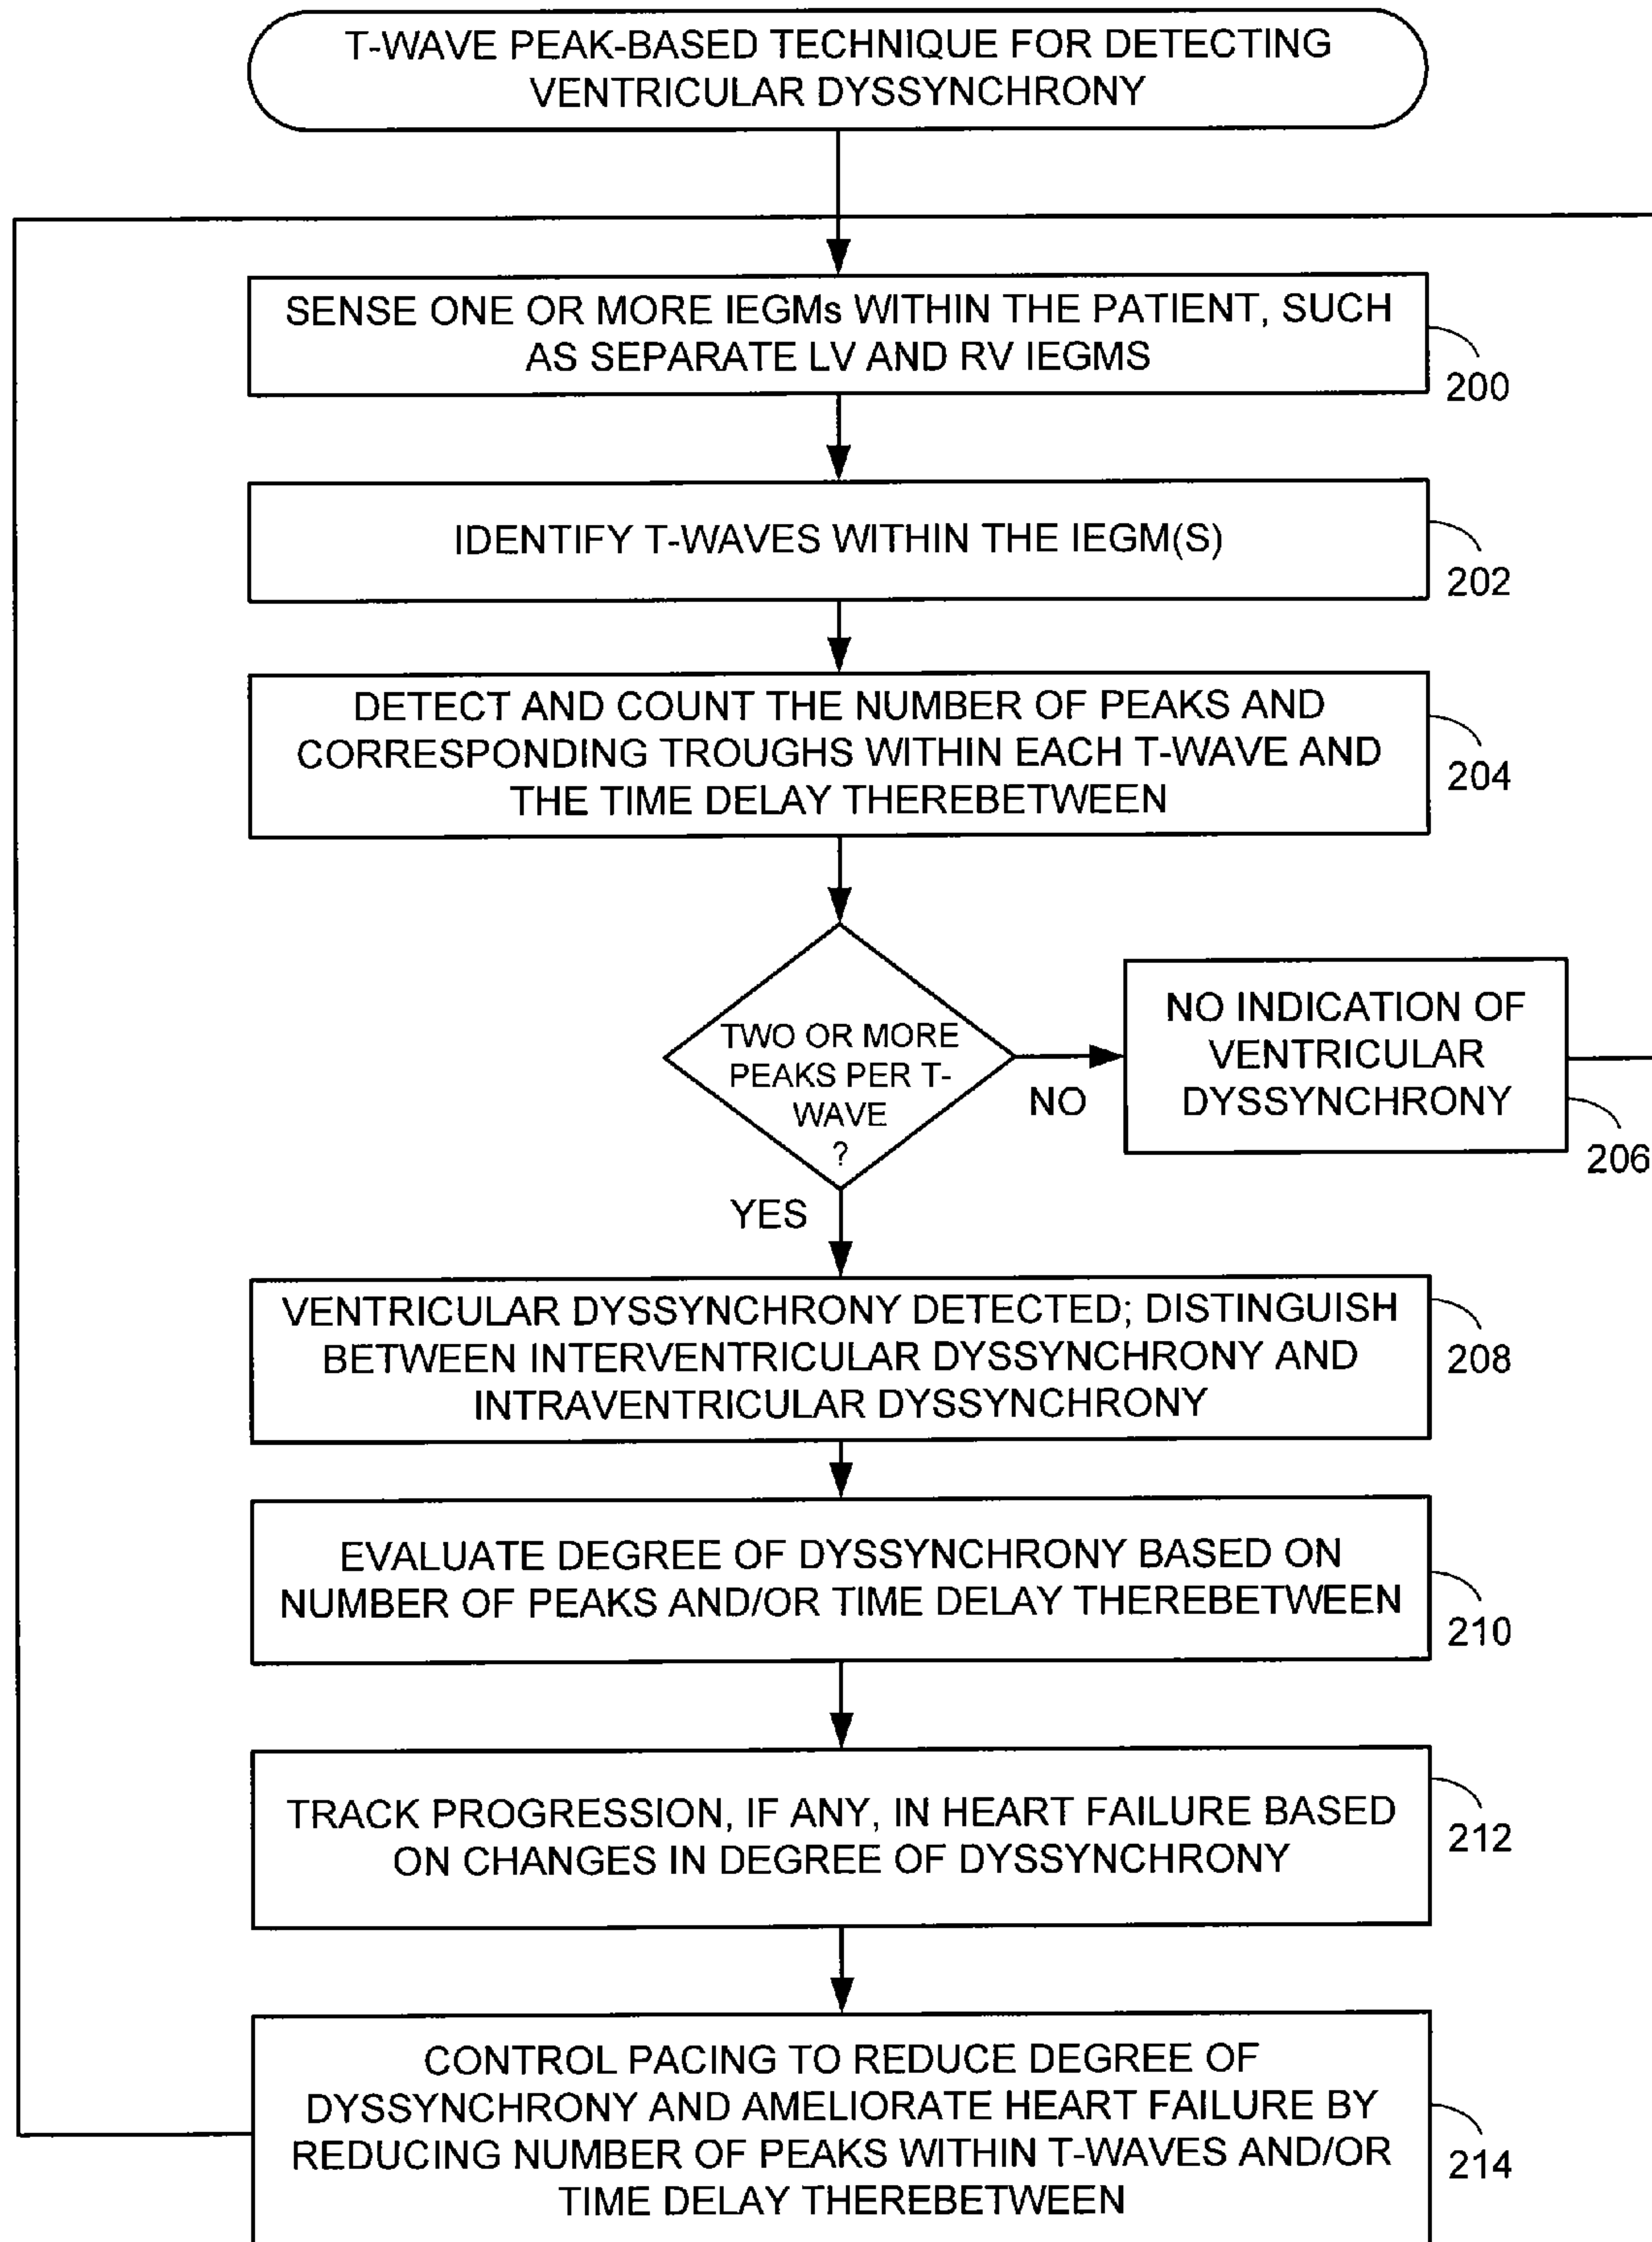 T-WAVE PEAK-BASED TECHNIQUE FOR DETECTING
VENTRICULAR DYSSYNCHRONY
SENSE ONE OR MORE IEGMs WITHIN THE PATIENT, SUCH
AS SEPARATE LV AND RV IEGMS
200
IDENTIFY T-WAVES WITHIN THE IEGM(S)
202
DETECT AND COUNT THE NUMBER OF PEAKS AND
CORRESPONDING TROUGHS WITHIN EACH T-WAVE AND
THE TIME DELAY THEREBETWEEN
204
TWO OR MORE
PEAKS PER T-
WAVE
?
NO
NO INDICATION OF
VENTRICULAR
DYSSYNCHRONY
206
YES
VENTRICULAR DYSSYNCHRONY DETECTED; DISTINGUISH
BETWEEN INTERVENTRICULAR DYSSYNCHRONY AND
INTRAVENTRICULAR DYSSYNCHRONY
208
EVALUATE DEGREE OF DYSSYNCHRONY BASED ON
NUMBER OF PEAKS AND/OR TIME DELAY THEREBETWEEN
210
TRACK PROGRESSION, IF ANY, IN HEART FAILURE BASED
ON CHANGES IN DEGREE OF DYSSYNCHRONY
212
CONTROL PACING TO REDUCE DEGREE OF
DYSSYNCHRONY AND AMELIORATE HEART FAILURE BY
REDUCING NUMBER OF PEAKS WITHIN T-WAVES AND/OR
TIME DELAY THEREBETWEEN
214